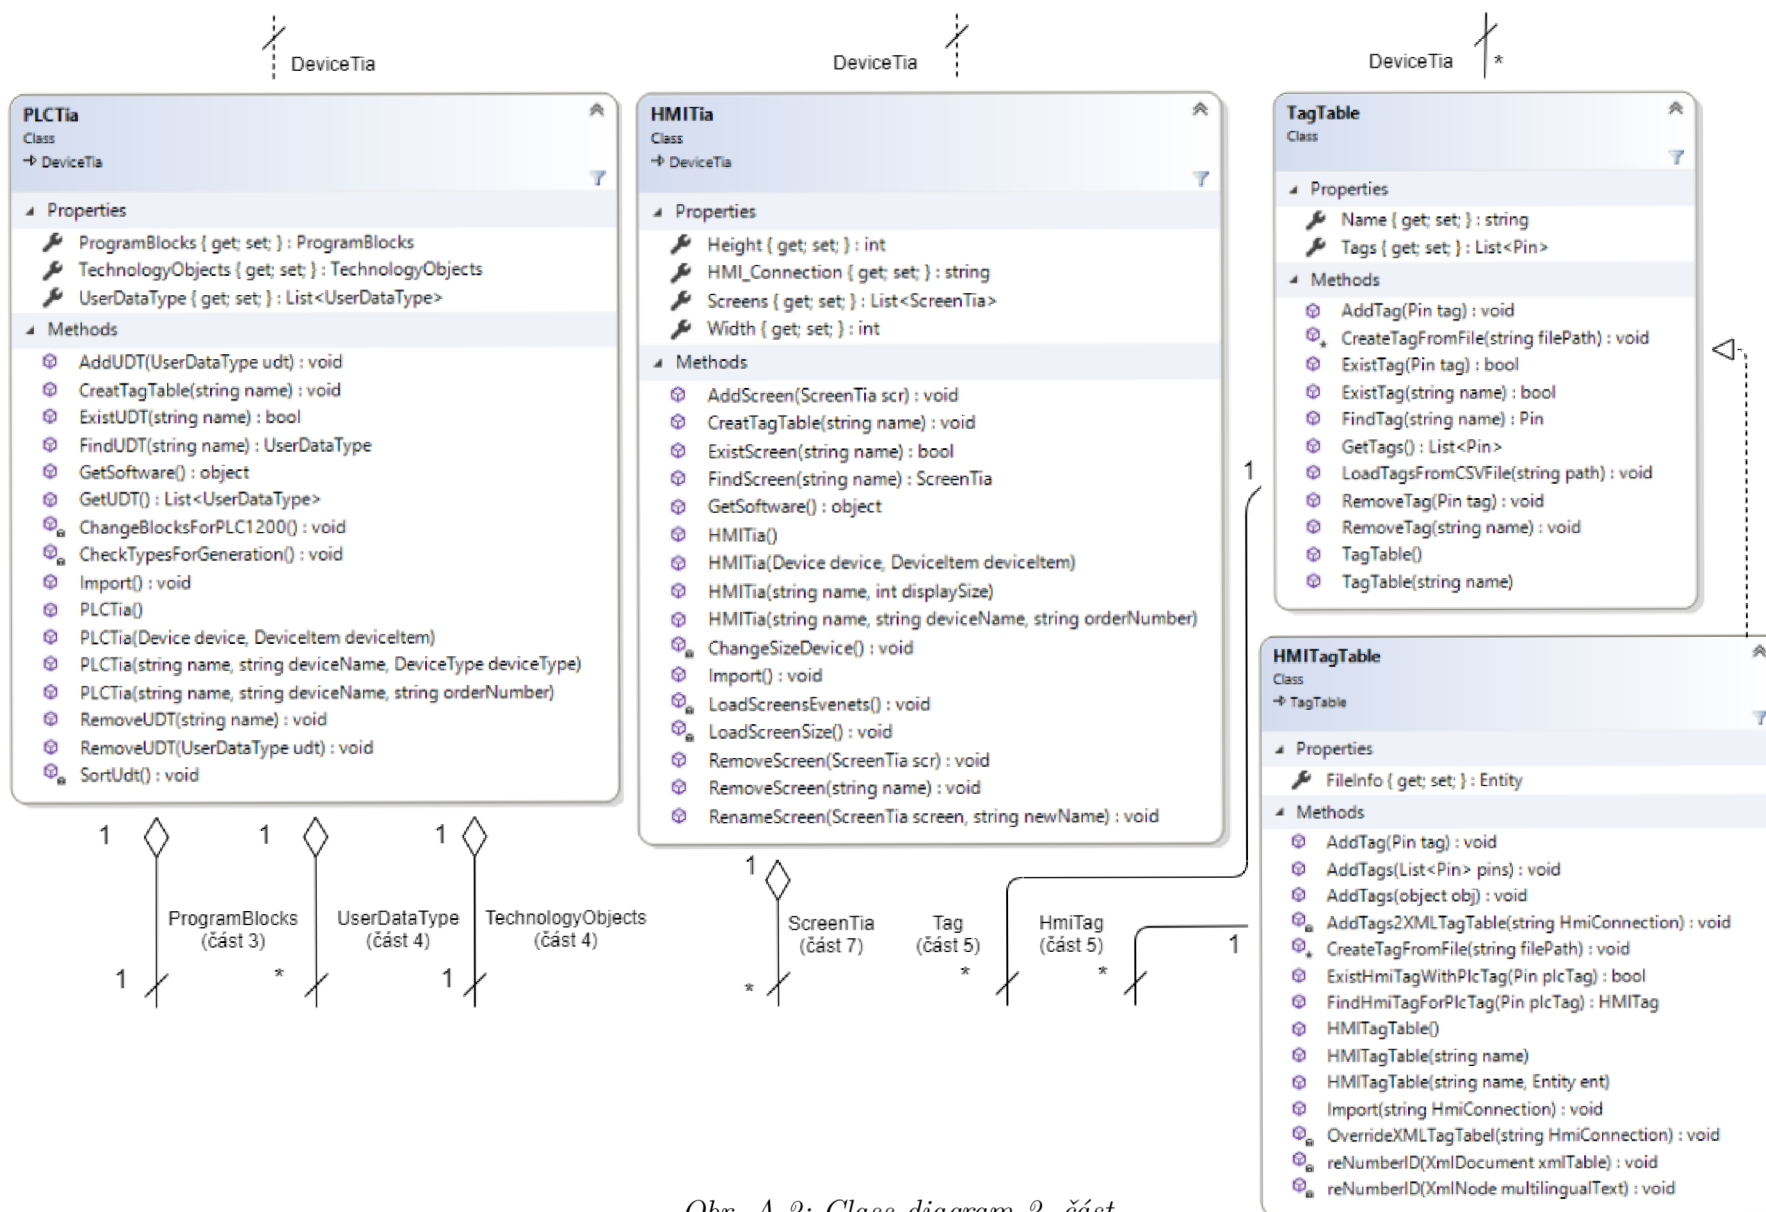 DeviceTia
DeviceTia
DeviceTia
*
PLCTia
Class
DeviceTia
Properties
ProgramBlocks { get; set; } : ProgramBlocks
TechnologyObjects { get; set; } : TechnologyObjects
UserDataType { get; set; } : List<UserDataType>
Methods
AddUDT(UserDataType udt) : void
CreatTagTable(string name) : void
ExistUDT(string name) : bool
FindUDT(string name) : UserDataType
GetSoftware() : object
GetUDT() : List<UserDataType>
ChangeBlocksForPLC1200() : void
CheckTypesForGeneration() : void
Import() : void
PLCTia()
PLCTia(Device device, DeviceItem deviceItem)
PLCTia(string name, string deviceName, DeviceType deviceType)
PLCTia(string name, string deviceName, string orderNumber)
RemoveUDT(string name) : void
RemoveUDT(UserDataType udt) : void
SortUdt() : void
HMITia
Class
DeviceTia
Properties
Height { get; set; } : int
HMI_Connection { get; set; } : string
Screens { get; set; } : List<ScreenTia>
Width { get; set; } : int
Methods
AddScreen(ScreenTia scr) : void
CreatTagTable(string name) : void
ExistScreen(string name) : bool
FindScreen(string name) : ScreenTia
GetSoftware() : object
HMITia()
HMITia(Device device, DeviceItem deviceItem)
HMITia(string name, int displaySize)
HMITia(string name, string deviceName, string orderNumber)
ChangeSizeDevice() : void
Import() : void
LoadScreensEvenets() : void
LoadScreenSize() : void
RemoveScreen(ScreenTia scr) : void
RemoveScreen(string name) : void
RenameScreen(ScreenTia screen, string newName) : void
TagTable
Class
Properties
Name { get; set; } : string
Tags { get; set; } : List<Pin>
Methods
AddTag(Pin tag) : void
CreateTagFromFile(string filePath) : void
ExistTag(Pin tag) : bool
ExistTag(string name) : bool
FindTag(string name) : Pin
GetTags() : List<Pin>
LoadTagsFromCSVFile(string path) : void
RemoveTag(Pin tag) : void
RemoveTag(string name) : void
TagTable()
TagTable(string name)
1
HMITagTable
Class
TagTable
Properties
FileInfo { get; set; } : Entity
Methods
AddTag(Pin tag) : void
AddTags(List<Pin> pins) : void
AddTags(object obj) : void
AddTags2XMLTagTable(string HmiConnection) : void
CreateTagFromFile(string filePath) : void
ExistHmiTagWithPlcTag(Pin plcTag) : bool
FindHmiTagForPlcTag(Pin plcTag) : HMITag
HMITagTable()
HMITagTable(string name)
HMITagTable(string name, Entity ent)
Import(string HmiConnection) : void
OverrideXMLTagTabel(string HmiConnection) : void
reNumberID(XmlDocument xmlTable) : void
reNumberID(XmlNode multilingualText) : void
1
1
1
1
ProgramBlocks
(část 3)
UserDataType
(část 4)
TechnologyObjects
(část 4)
ScreenTia
(část 7)
Tag
(část 5)
HmiTag
(část 5)
1
1
*
1
*
*
*
Obr. A.2: Class diagram 2. část